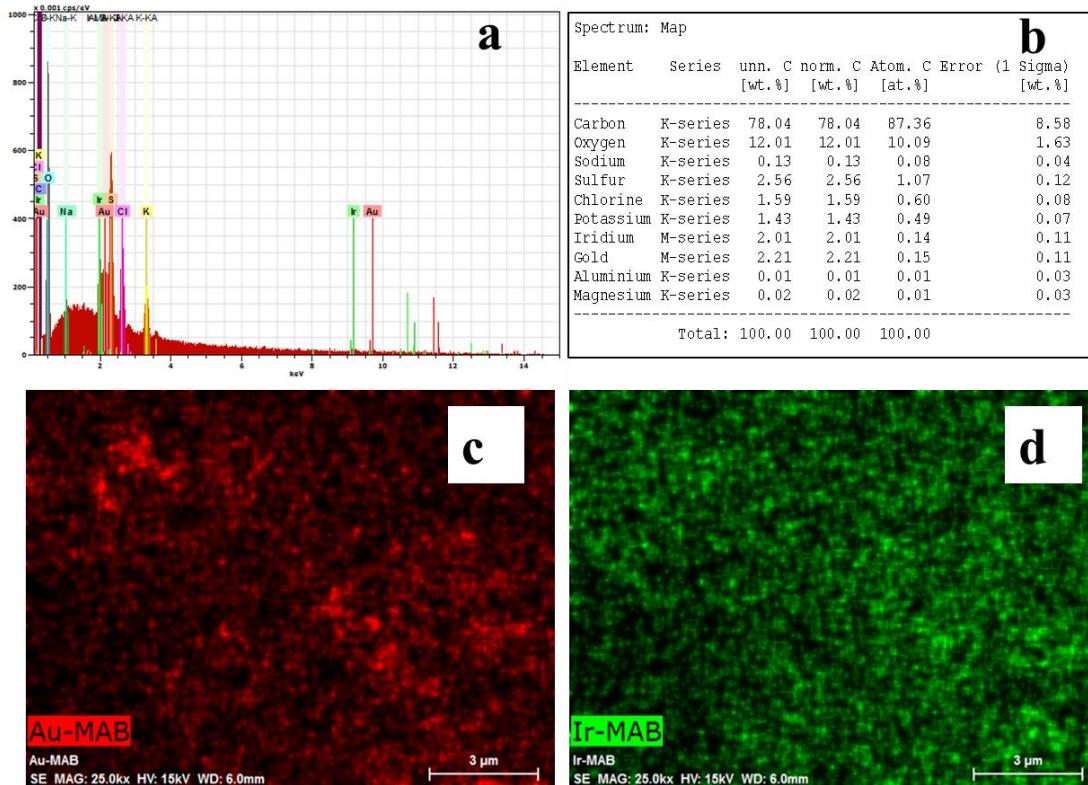 x 0.001 cps/eV
a
1000
800
600
400
200
0
K
Cl
S
C
Ir
Au
O
Na
Ir S
Au
Cl
K
Ir
Au
2 4 6 8 10 12 14
keV
b
Spectrum: Map
Element Series unn. C norm. C Atom. C Error (1 Sigma)
[wt.%] [wt.%] [at.%] [wt.%]
Carbon K-series 78.04 78.04 87.36 8.58
Oxygen K-series 12.01 12.01 10.09 1.63
Sodium K-series 0.13 0.13 0.08 0.04
Sulfur K-series 2.56 2.56 1.07 0.12
Chlorine K-series 1.59 1.59 0.60 0.08
Potassium K-series 1.43 1.43 0.49 0.07
Iridium M-series 2.01 2.01 0.14 0.11
Gold M-series 2.21 2.21 0.15 0.11
Aluminium K-series 0.01 0.01 0.01 0.03
Magnesium K-series 0.02 0.02 0.01 0.03
Total: 100.00 100.00 100.00
c
Au-MAB
Au-MAB
SE MAG: 25.0kx HV: 15kV WD: 6.0mm
3 µm
d
Ir-MAB
Ir-MAB
SE MAG: 25.0kx HV: 15kV WD: 6.0mm
3 µm